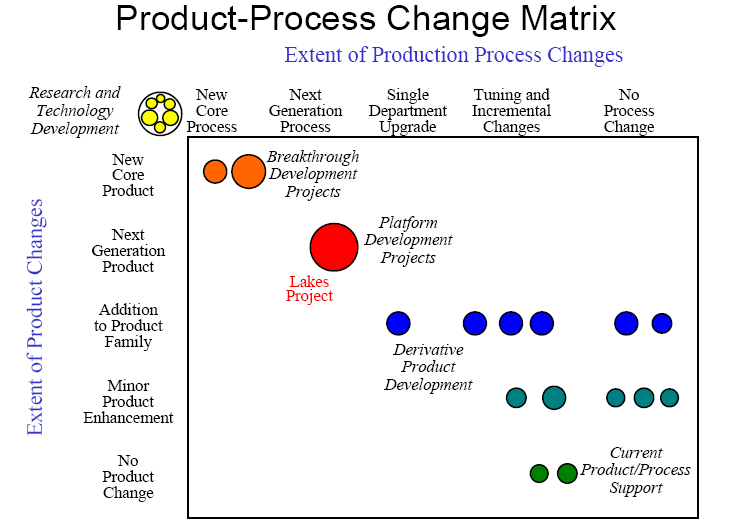 Product-Process Change Matrix
Extent of Production Process Changes
Research and
Technology
Development
New
Core
Process
Next
Generation
Process
Single
Department
Upgrade
Tuning and
Incremental
Changes
No
Process
Change
Extent of Product Changes
New
Core
Product
Breakthrough
Development
Projects
Next
Generation
Product
Platform
Development
Projects
Lakes
Project
Addition
to Product
Family
Derivative
Product
Development
Minor
Product
Enhancement
No
Product
Change
Current
Product/Process
Support